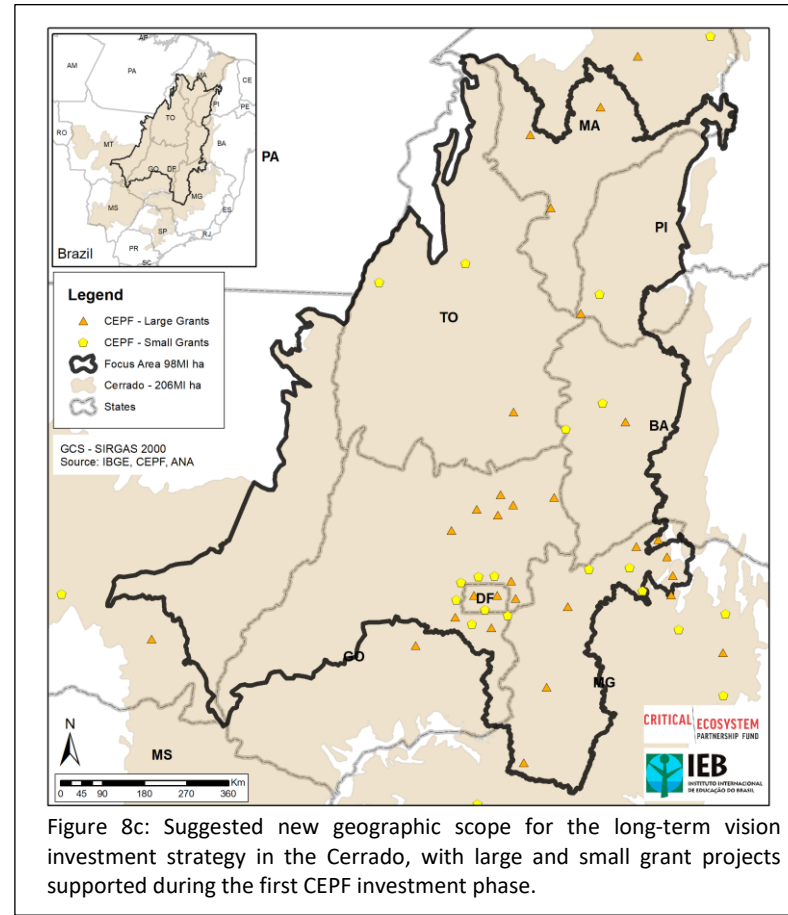 AP
AM
PA
MA
CE
PI
PE
TO
RO
BA
MT
GO
DF
MG
MS
ES
SP
RJ
PR
SC
Brazil
PA
MA
PI
TO
BA
DF
GO
MG
MS
Legend
CEPF - Large Grants
CEPF - Small Grants
Focus Area 98MI ha
Cerrado - 206MI ha
States
GCS - SIRGAS 2000
Source: IBGE, CEPF, ANA
N
Km
0 45 90 180 270 360
CRITICAL ECOSYSTEM
PARTNERSHIP FUND
IEB
INSTITUTO INTERNACIONAL
DE EDUCAÇÃO DO BRASIL
Figure 8c: Suggested new geographic scope for the long-term vision
investment strategy in the Cerrado, with large and small grant projects
supported during the first CEPF investment phase.